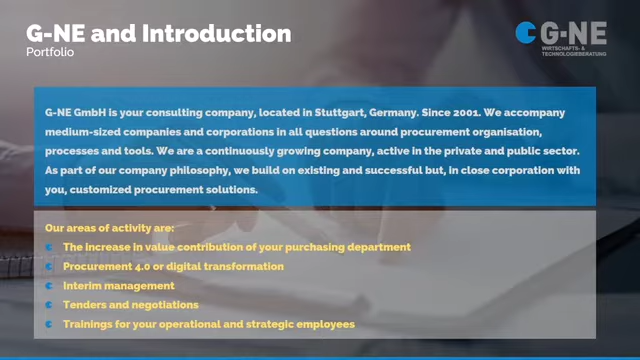 G-NE and Introduction
Portfolio
G-NE
WIRTSCHAFTS- &
TECHNOLOGIEBERATUNG
G-NE GmbH is your consulting company, located in Stuttgart, Germany. Since 2001. We accompany
medium-sized companies and corporations in all questions around procurement organisation,
processes and tools. We are a continuously growing company, active in the private and public sector.
As part of our company philosophy, we build on existing and successful but, in close corporation with
you, customized procurement solutions.
Our areas of activity are:
The increase in value contribution of your purchasing department
Procurement 4.0 or digital transformation
Interim management
Tenders and negotiations
Trainings for your operational and strategic employees